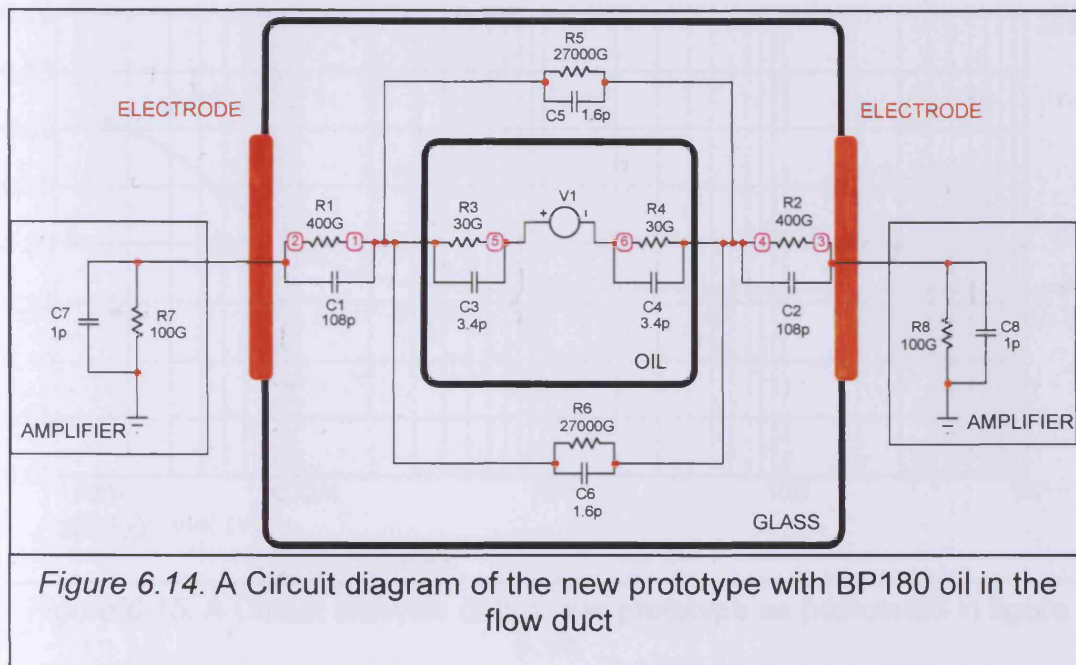 R5
27000G
C5 1.6p
ELECTRODE
ELECTRODE
V1
+ -
R1
400G
R3
30G
R4
30G
R2
400G
2 1 5 6 4 3
C1
108p
C3
3.4p
C4
3.4p
C2
108p
C7
1p
R7
100G
R8
100G
C8
1p
OIL
AMPLIFIER
AMPLIFIER
R6
27000G
C6
1.6p
GLASS
Figure 6.14. A Circuit diagram of the new prototype with BP180 oil in the
flow duct